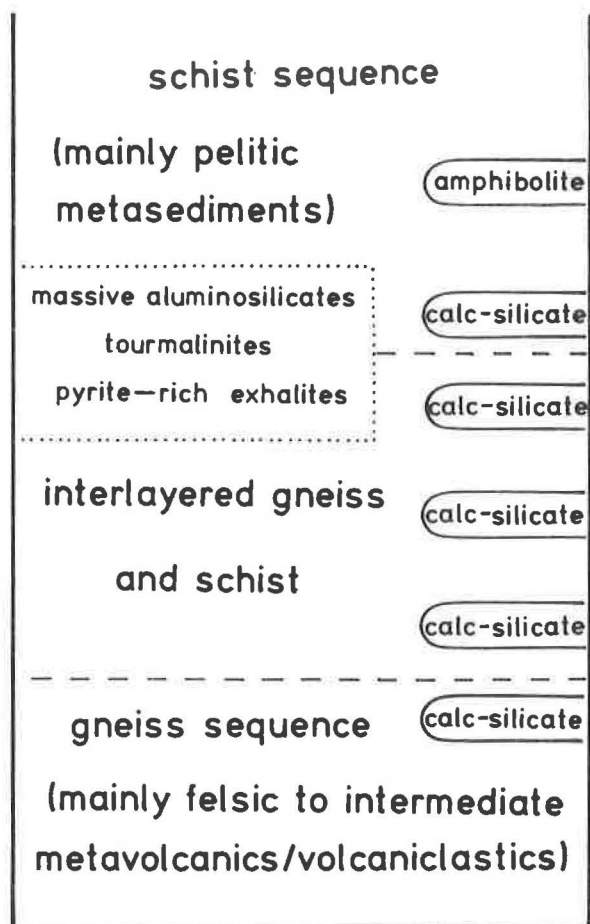 schist sequence
(mainly pelitic
metasediments)
amphibolite
massive aluminosilicates
tourmalinites
pyrite-rich exhalites
calc-silicate
calc-silicate
interlayered gneiss
and schist
calc-silicate
calc-silicate
gneiss sequence
calc-silicate
(mainly felsic to intermediate
metavolcanics/volcaniclastics)